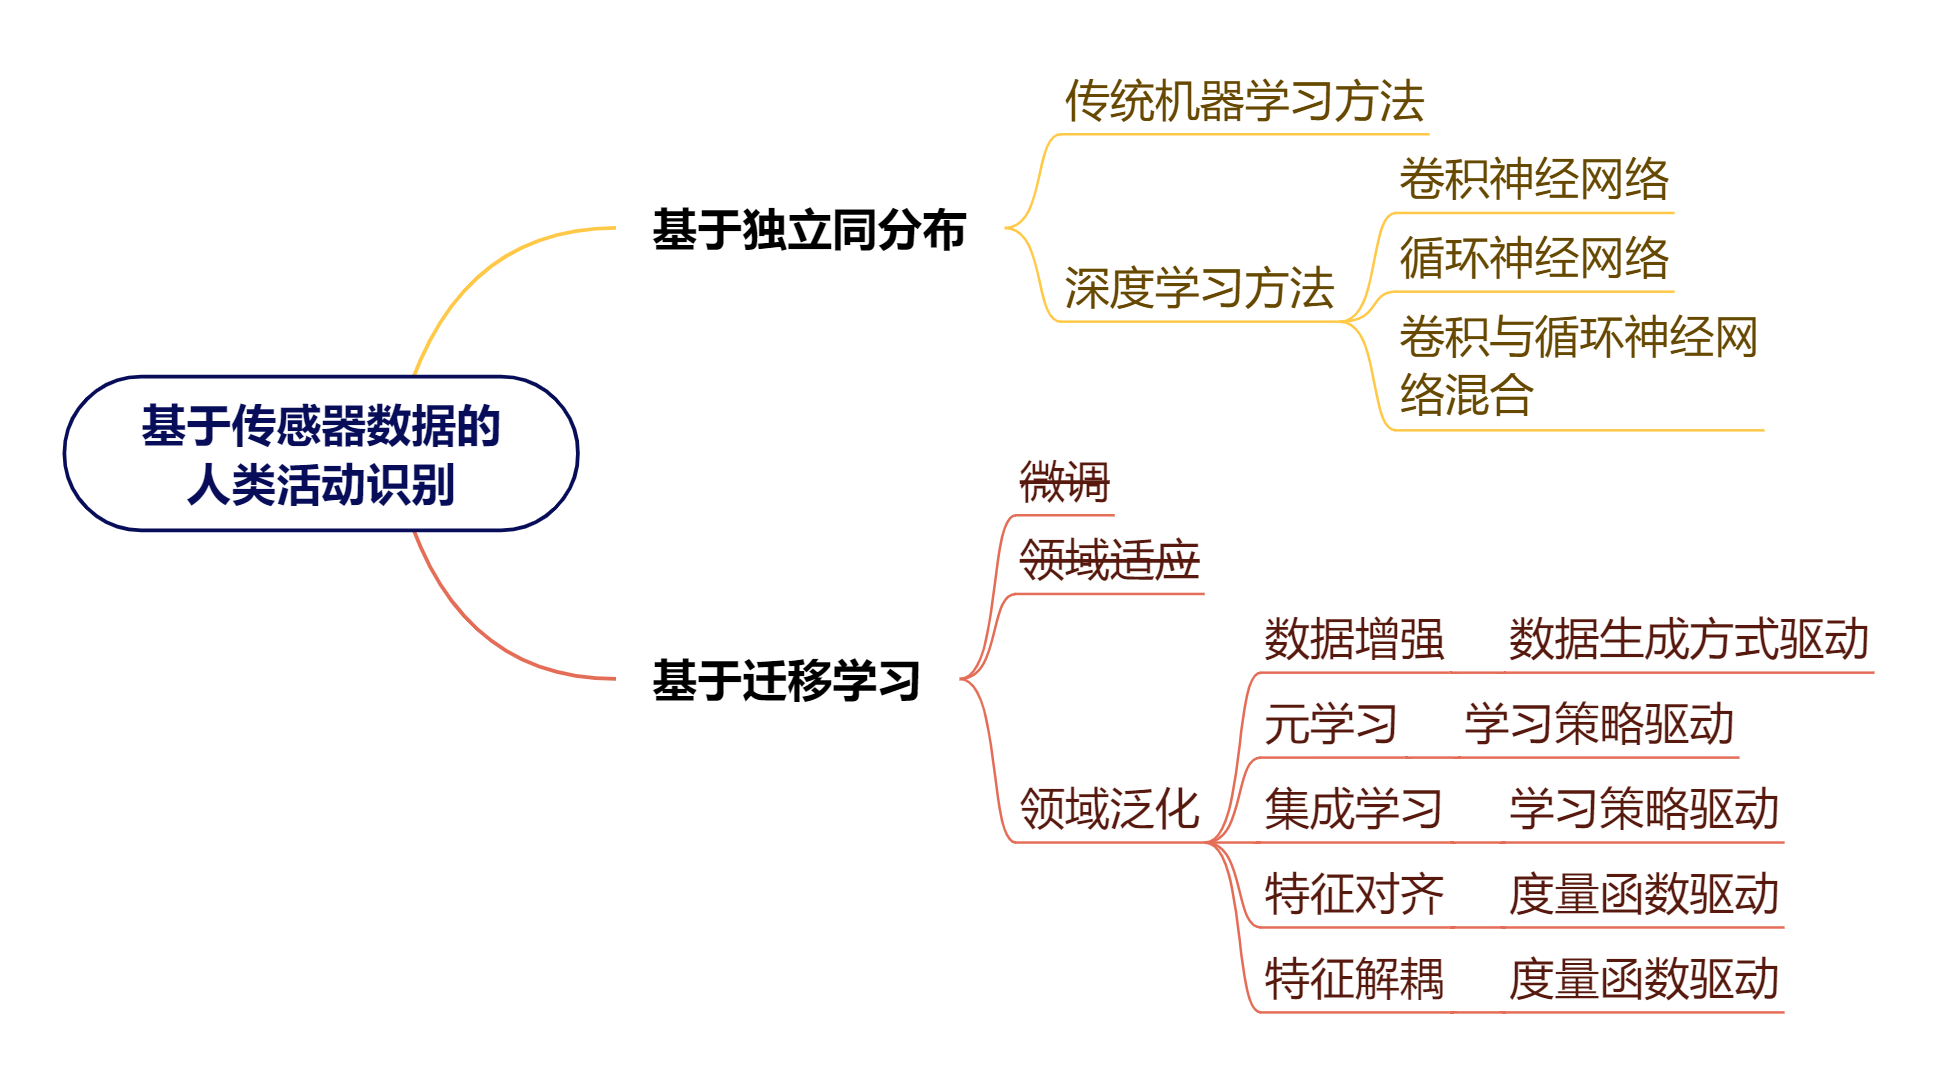 基于传感器数据的
人类活动识别
基于独立同分布
传统机器学习方法
深度学习方法
卷积神经网络
循环神经网络
卷积与循环神经网
络混合
基于迁移学习
微调
领域适应
领域泛化
数据增强
数据生成方式驱动
元学习
学习策略驱动
集成学习
学习策略驱动
特征对齐
度量函数驱动
特征解耦
度量函数驱动